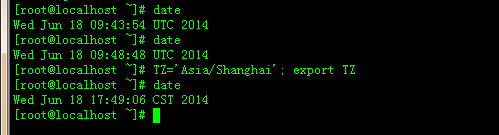 [root@localhost ~]# date
Wed Jun 18 09:43:54 UTC 2014
[root@localhost ~]# date
Wed Jun 18 09:48:48 UTC 2014
[root@localhost ~]# TZ='Asia/Shanghai'; export TZ
[root@localhost ~]# date
Wed Jun 18 17:49:06 CST 2014
[root@localhost ~]#